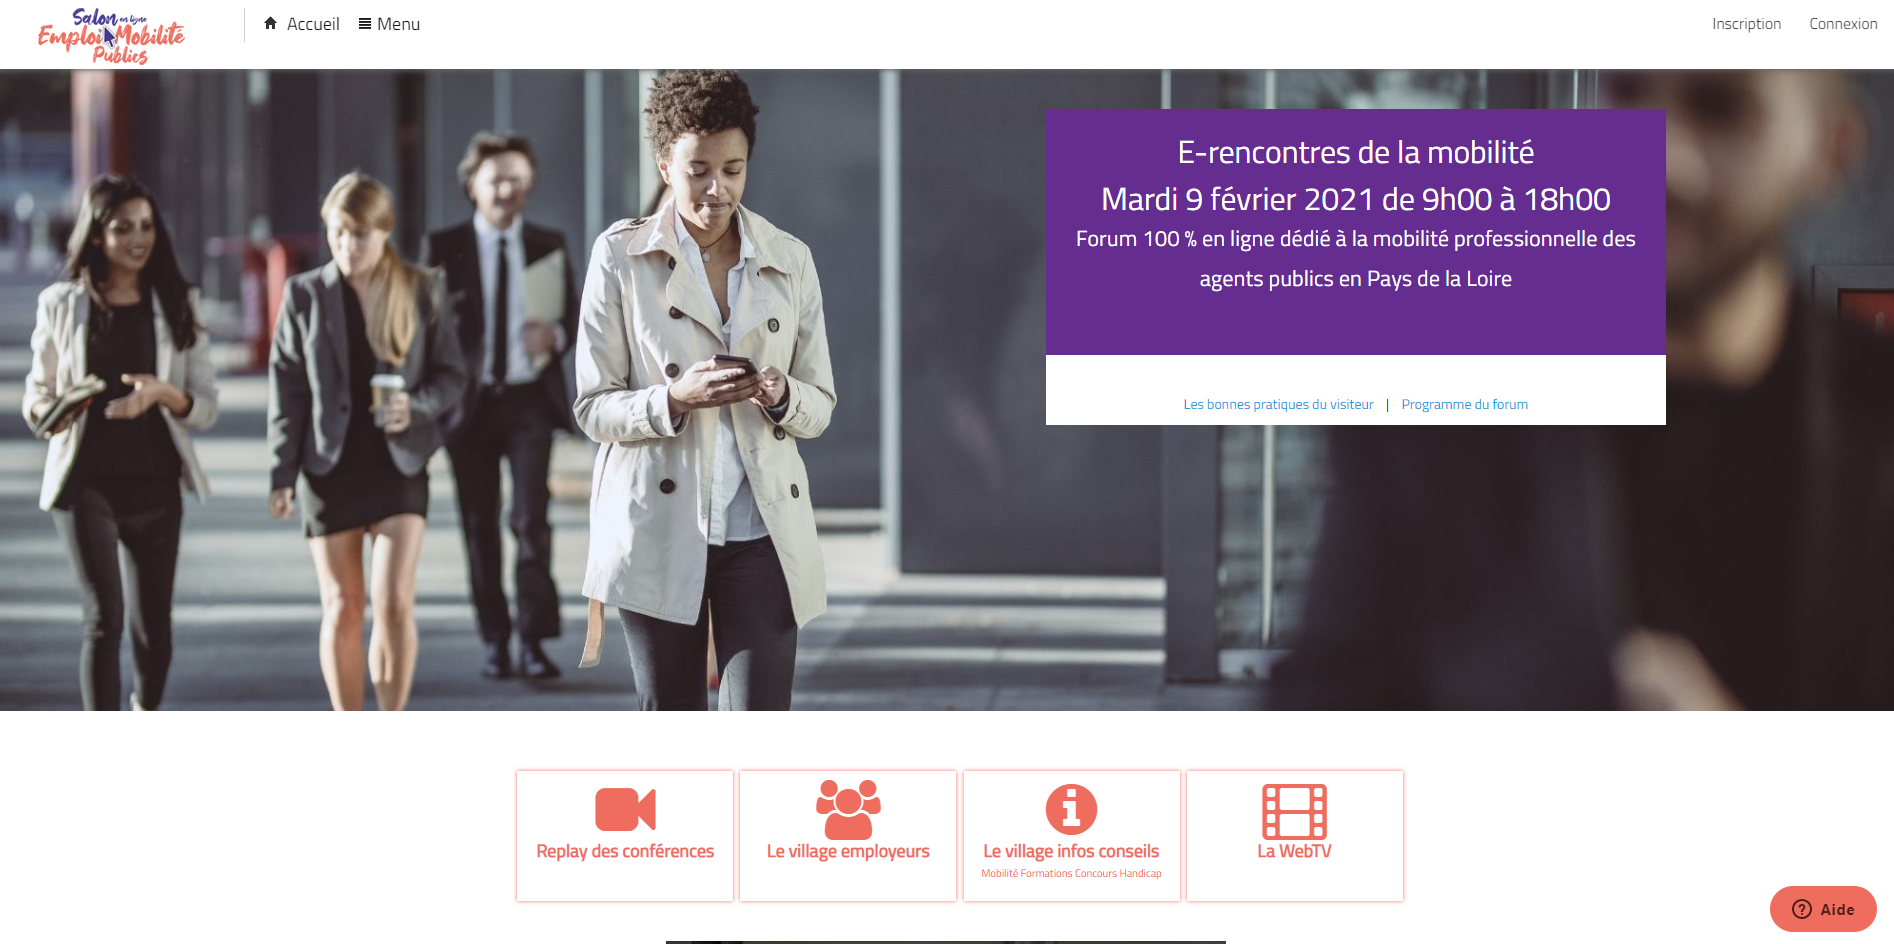 Salon en ligne
Emploi Mobilité
Publics
Accueil
Menu
Inscription
Connexion
E-rencontres de la mobilité
Mardi 9 février 2021 de 9h00 à 18h00
Forum 100 % en ligne dédié à la mobilité professionnelle des
agents publics en Pays de la Loire
Les bonnes pratiques du visiteur | Programme du forum
Replay des conférences
Le village employeurs
Le village infos conseils
Mobilité Formations Concours Handicap
La WebTV
Aide